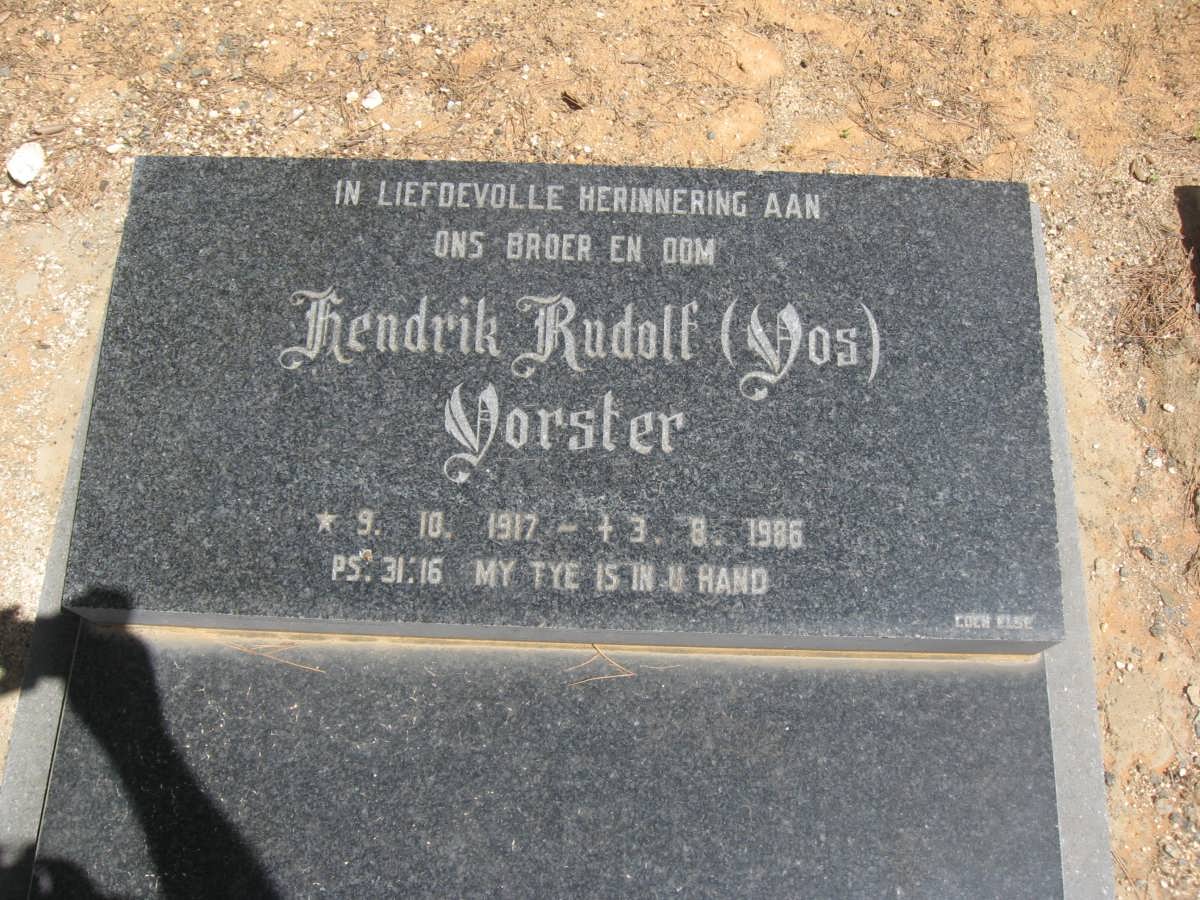 IN LIEFDEVOLLE HERINNERING AAN
ONS BROER EN OOM
Hendrik Rudolf (Vos)
Vorster
★ 9. 10. 1917 – ✝ 3. 8. 1986
PS. 31:16 MY TYE IS IN U HAND